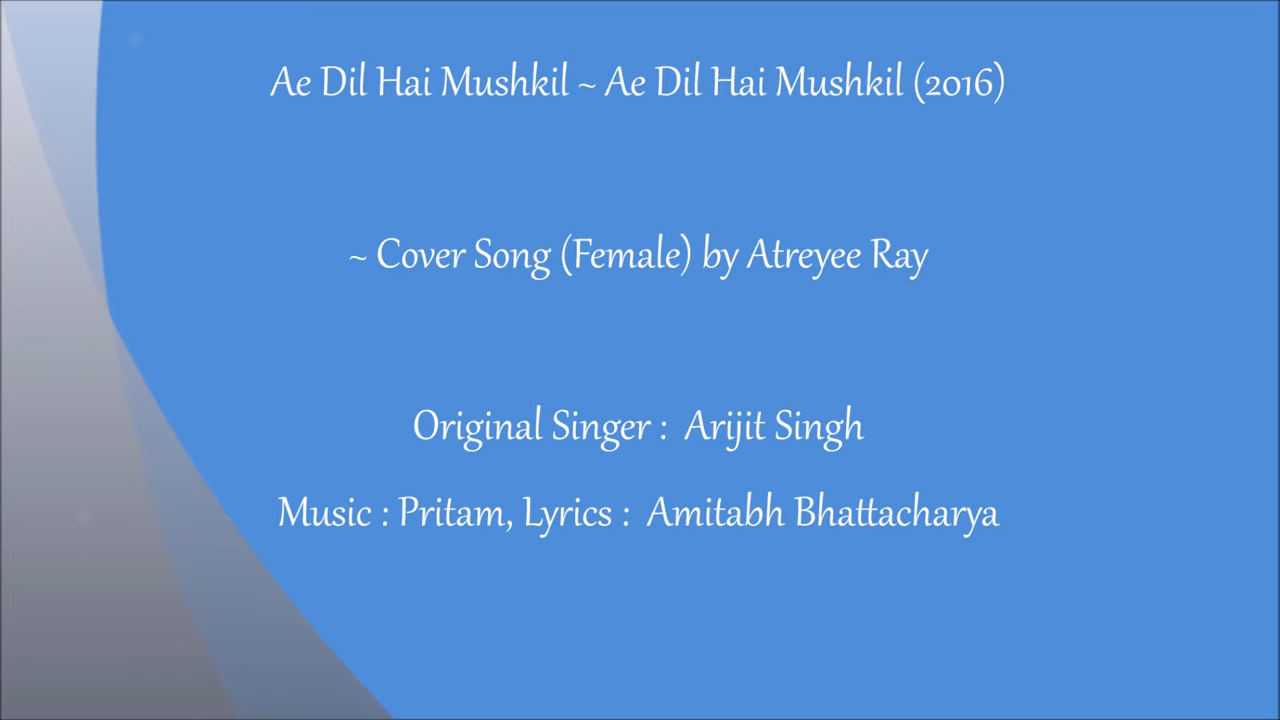 Ae Dil Hai Mushkil ~ Ae Dil Hai Mushkil (2016)
~ Cover Song (Female) by Atreyee Ray
Original Singer : Arijit Singh
Music : Pritam, Lyrics : Amitabh Bhattacharya